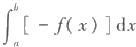 ∫_a^b [ - f( x ) ] dx